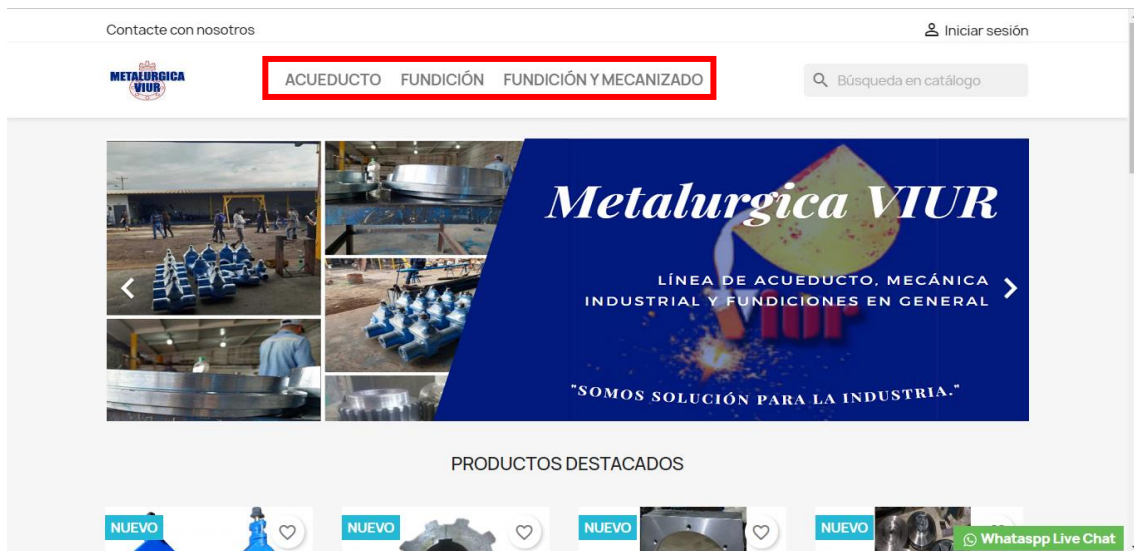 Contacte con nosotros
Iniciar sesión
METALURGICA
VIUR
ACUEDUCTO FUNDICIÓN FUNDICIÓN Y MECANIZADO
Búsqueda en catálogo
Metalurgica VIUR
LÍNEA DE ACUEDUCTO, MECÁNICA
INDUSTRIAL Y FUNDICIONES EN GENERAL
Viur
"SOMOS SOLUCIÓN PARA LA INDUSTRIA."
PRODUCTOS DESTACADOS
NUEVO
NUEVO
NUEVO
NUEVO
Whataspp Live Chat